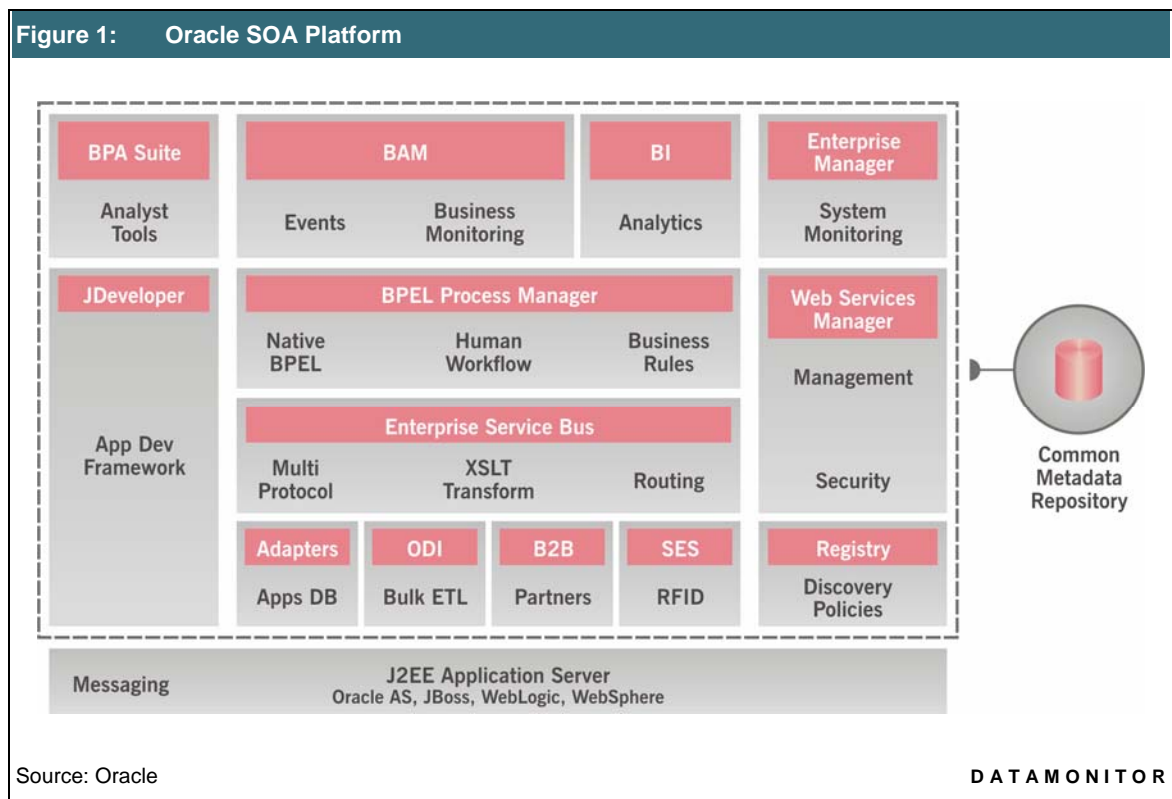 Figure 1: Oracle SOA Platform
BPA Suite
Analyst
Tools
BAM
Events
Business
Monitoring
BI
Analytics
Enterprise
Manager
System
Monitoring
JDeveloper
App Dev
Framework
BPEL Process Manager
Native
BPEL
Human
Workflow
Business
Rules
Web Services
Manager
Management
Security
Enterprise Service Bus
Multi
Protocol
XSLT
Transform
Routing
Adapters
Apps DB
ODI
Bulk ETL
B2B
Partners
SES
RFID
Registry
Discovery
Policies
Common
Metadata
Repository
Messaging
J2EE Application Server
Oracle AS, JBoss, WebLogic, WebSphere
Source: Oracle
DATAMONITOR